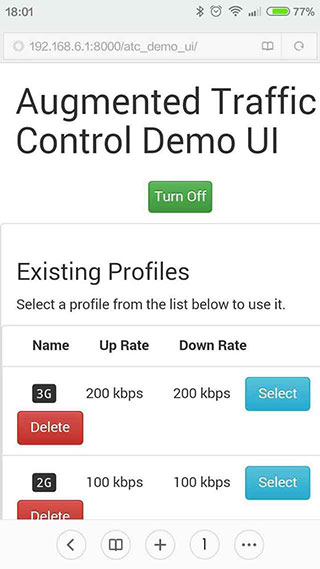 18:01 77%
192.168.6.1:8000/atc_demo_ui/
Augmented Traffic
Control Demo UI
Turn Off
Existing Profiles
Select a profile from the list below to use it.
Name Up Rate Down Rate
3G 200 kbps 200 kbps Select
Delete
2G 100 kbps 100 kbps Select
Delete
1